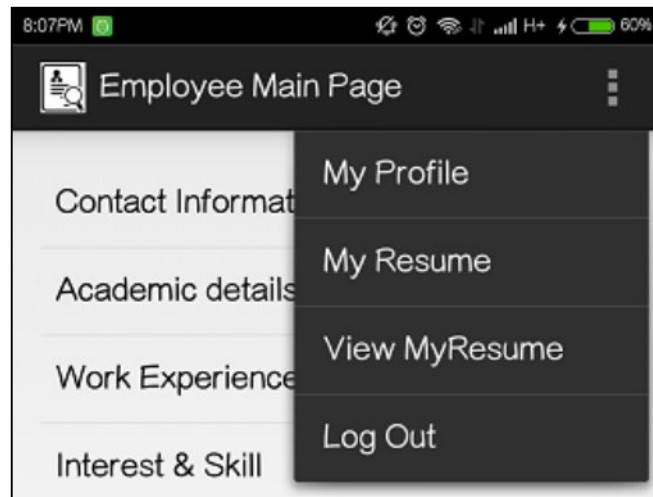 8:07PM
H+
60%
Employee Main Page
My Profile
Contact Informat
My Resume
Academic details
View MyResume
Work Experience
Log Out
Interest & Skill